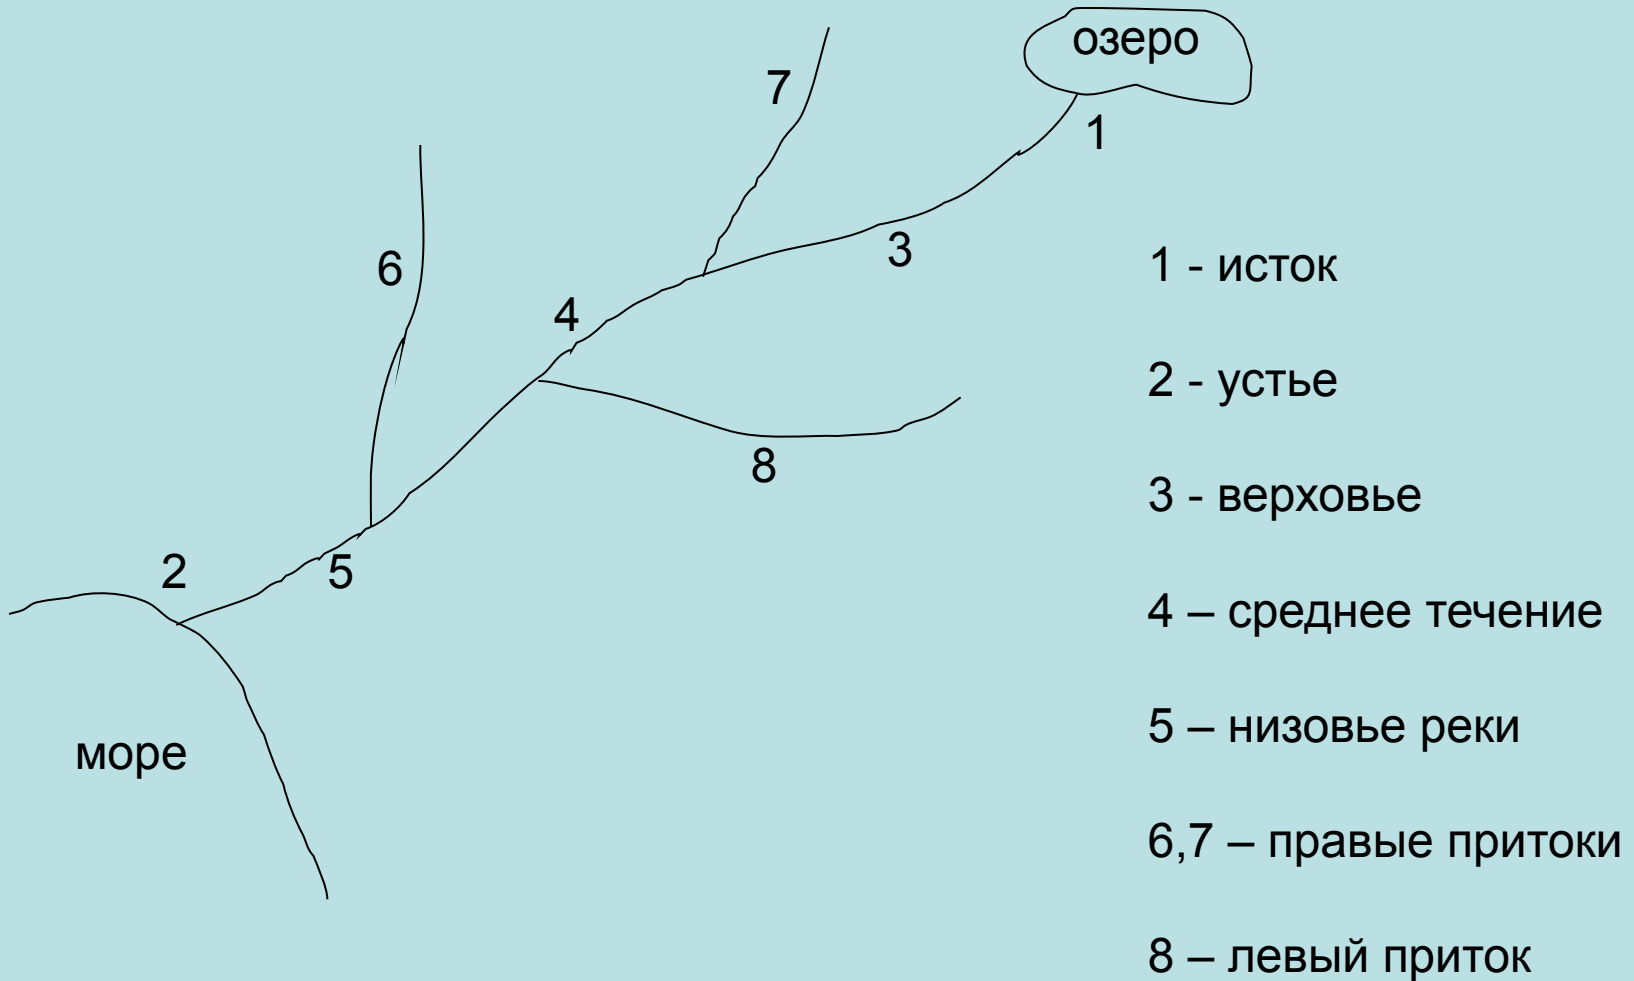 озеро
7
1
6
3
4
8
2
5
море
1 - исток
2 - устье
3 - верховье
4 – среднее течение
5 – низовье реки
6,7 – правые притоки
8 – левый приток